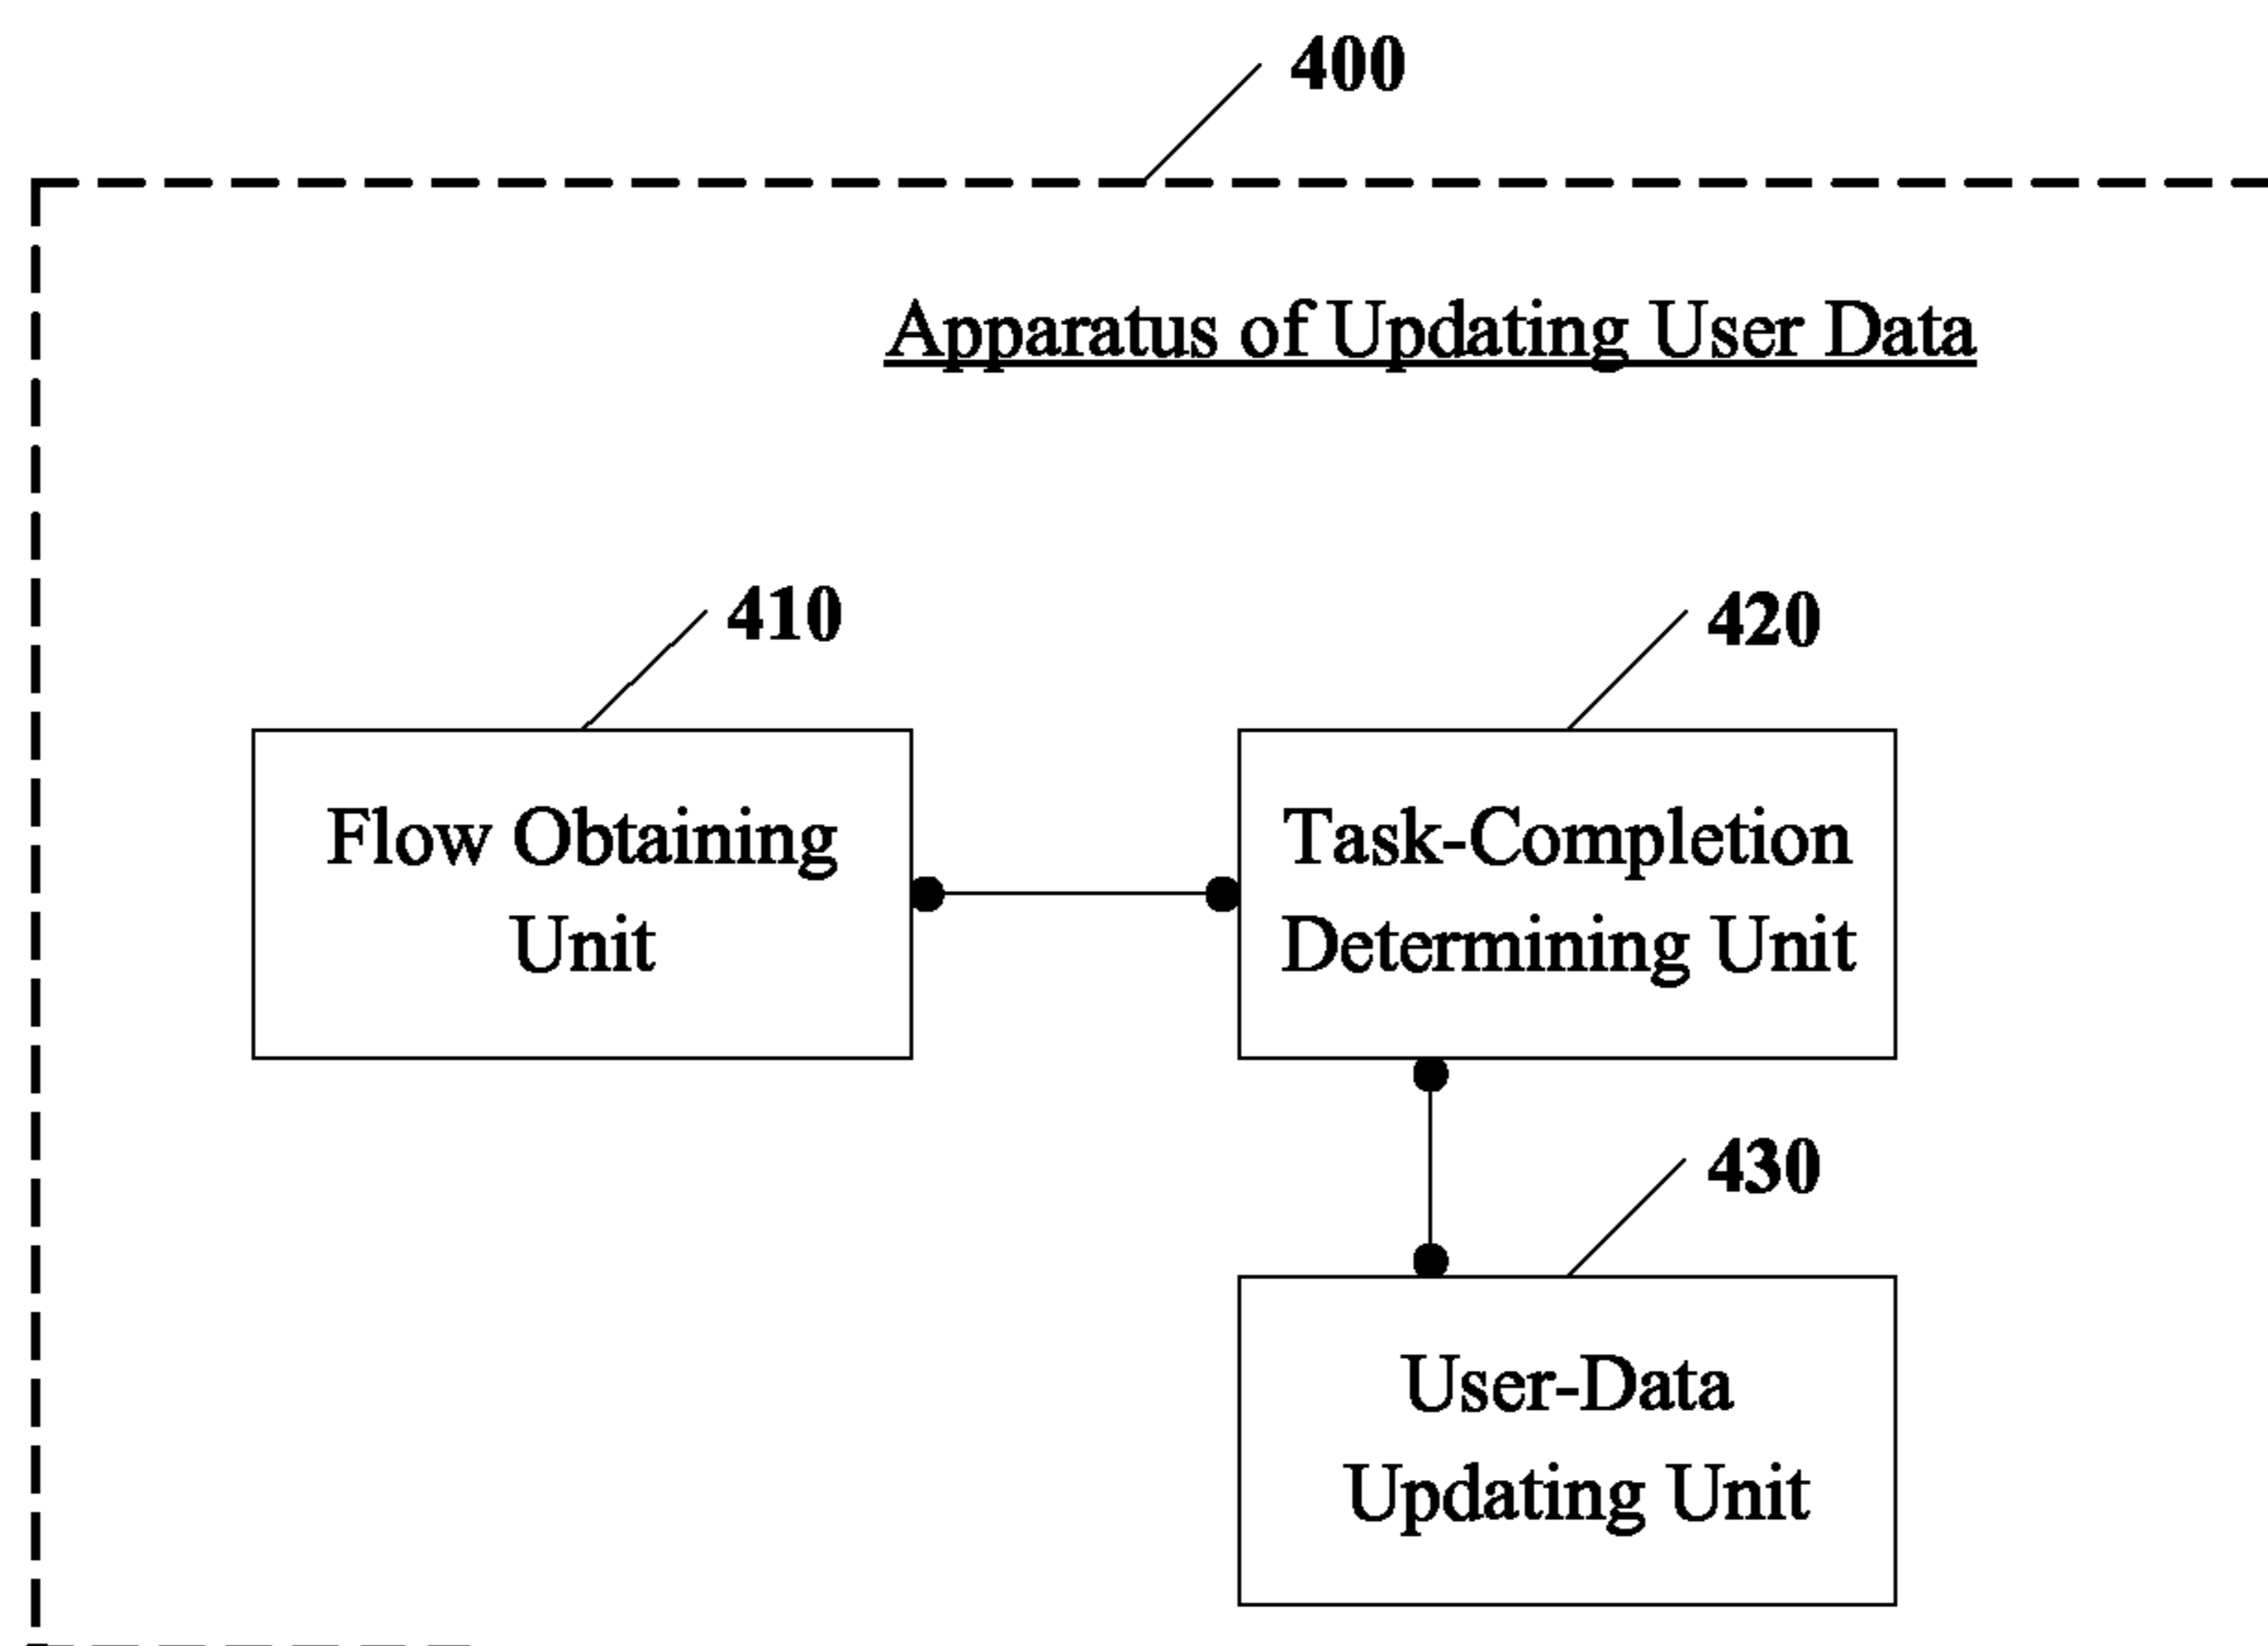 400
Apparatus of Updating User Data
410
420
Flow Obtaining
Unit
Task-Completion
Determining Unit
430
User-Data
Updating Unit